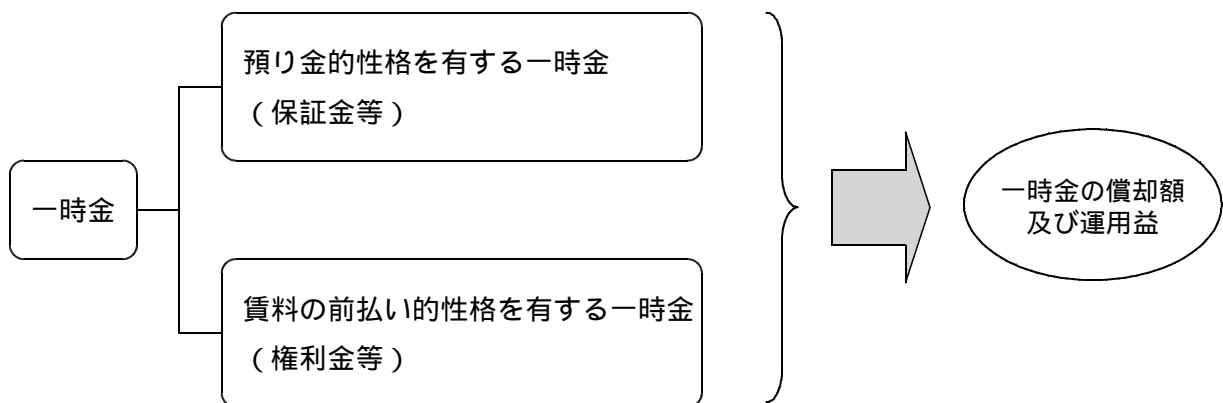 預り金的性格を有する一時金
（保証金等）
一時金
一時金の償却額
及び運用益
賃料の前払い的性格を有する一時金
（権利金等）